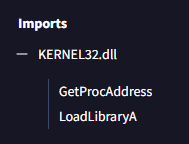 Imports
KERNEL32.dll
GetProcAddress
LoadLibraryA